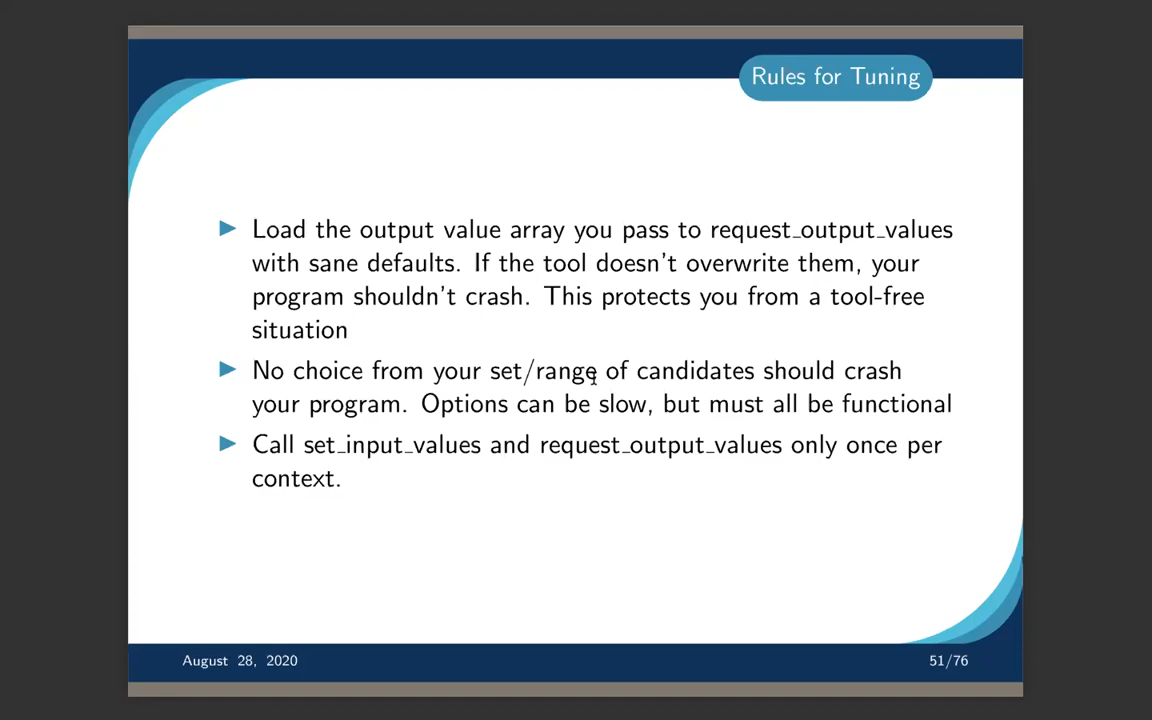 Rules for Tuning
Load the output value array you pass to request_output_values
with sane defaults. If the tool doesn't overwrite them, your
program shouldn't crash. This protects you from a tool-free
situation
No choice from your set/range of candidates should crash
your program. Options can be slow, but must all be functional
Call set_input_values and request_output_values only once per
context.
August 28, 2020
51/76